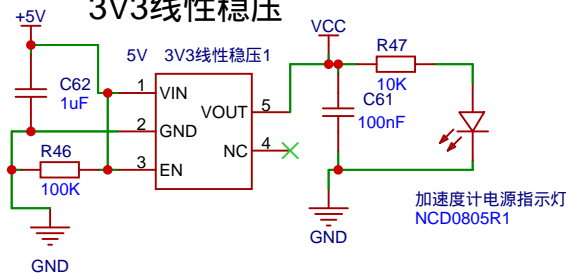 3V3线性稳压
+5V
5V 3V3线性稳压1
VCC
R47
10K
C62
1uF
1 VIN
VOUT 5
2 GND
NC 4
3 EN
C61
100nF
R46
100K
加速度计电源指示灯
NCD0805R1
GND
GND